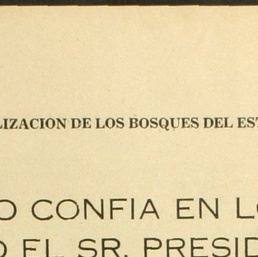 LIZACION DE LOS BOSQUES DEL EST
O CONFIA EN LO
O EL SR. PRESID